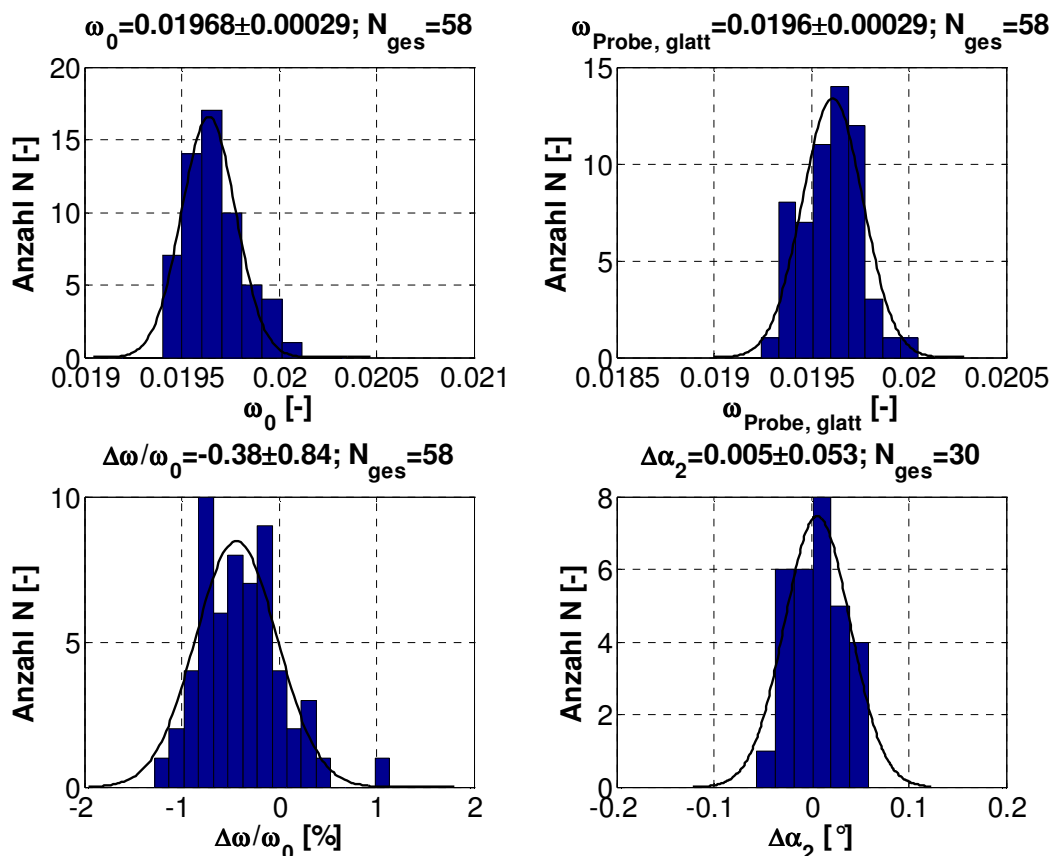 ω0=0.01968±0.00029; Nges=58
20
15
10
5
0
Anzahl N [-]
0.019 0.0195 0.02 0.0205 0.021
ω0 [-]
ωProbe, glatt=0.0196±0.00029; Nges=58
15
10
5
0
Anzahl N [-]
0.0185 0.019 0.0195 0.02 0.0205
ωProbe, glatt [-]
Δω/ω0=-0.38±0.84; Nges=58
10
5
0
Anzahl N [-]
-2 -1 0 1 2
Δω/ω0 [%]
Δα2=0.005±0.053; Nges=30
8
6
4
2
0
Anzahl N [-]
-0.2 -0.1 0 0.1 0.2
Δα2 [°]